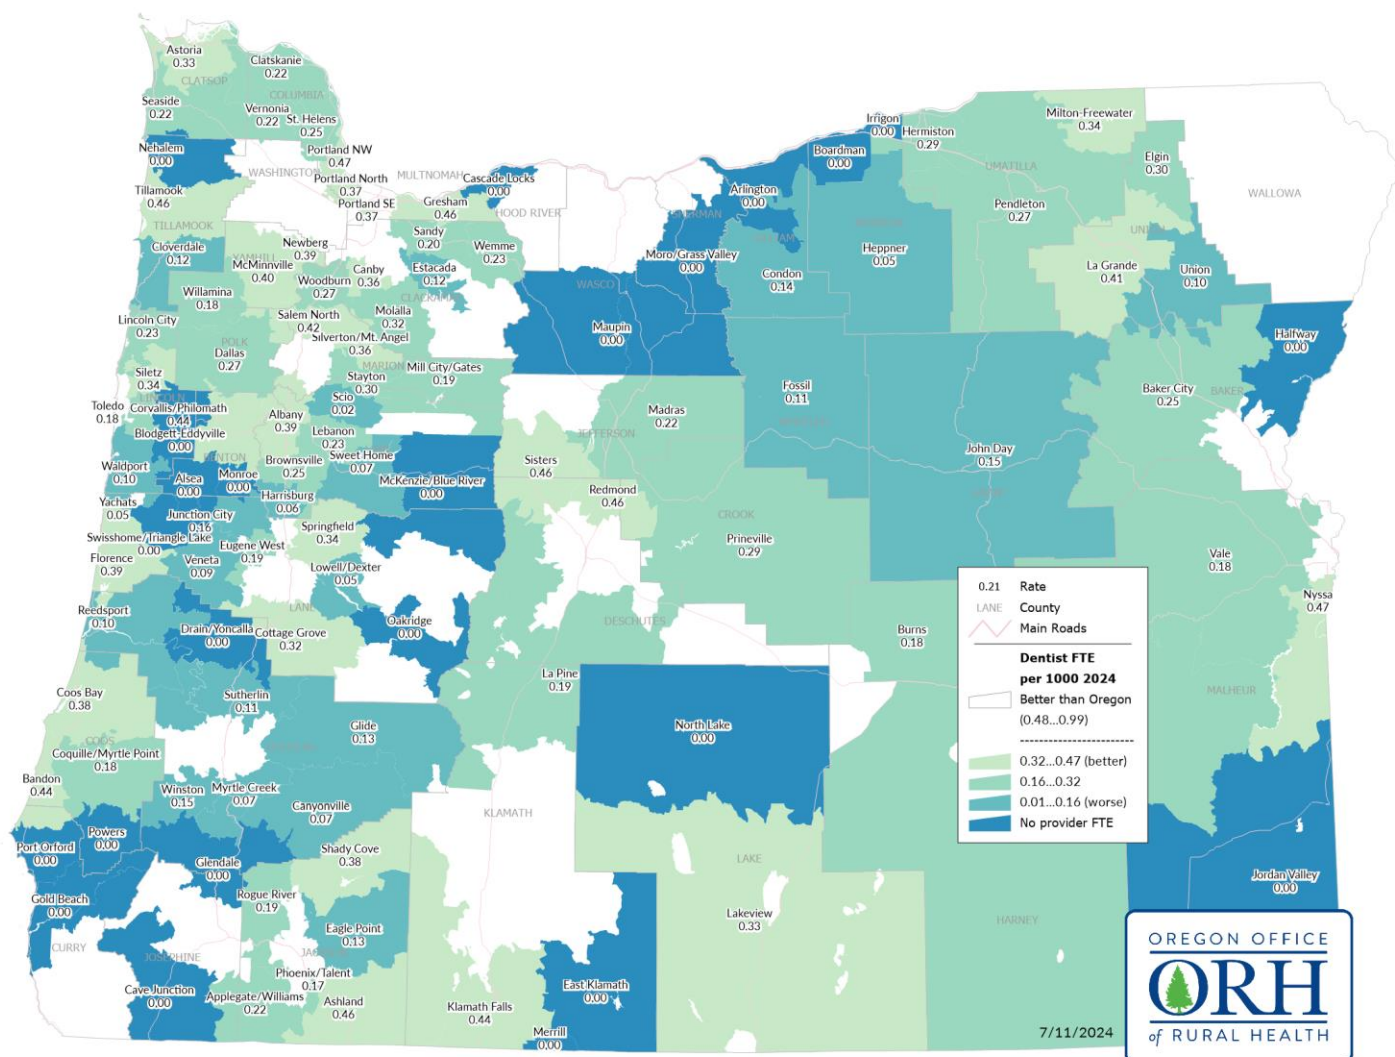 Astoria
0.33
CLATSOP
Clatskanie
0.22
COLUMBIA
Seaside
0.22
Vernonia
0.22
St. Helens
0.25
Nehalem
0.00
Portland NW
0.47
WASHINGTON
Portland North
0.37
Portland SE
0.37
MULTNOMAH
Cascade Locks
0.00
HOOD RIVER
Tillamook
0.46
TILLAMOOK
Gresham
0.46
Sandy
0.20
Wemme
0.23
Cloverdale
0.12
Newberg
0.39
YAMHILL
McMinnville
0.40
Canby
0.36
Woodburn
0.27
Estacada
0.12
CLACKAMAS
Willamina
0.18
Molalla
0.32
Lincoln City
0.23
Salem North
0.42
Silverton/Mt. Angel
0.36
POLK
Dallas
0.27
MARION
Mill City/Gates
0.19
Stayton
0.30
Siletz
0.34
Scio
0.02
LINCOLN
Toledo
0.18
Corvallis/Philomath
0.44
Albany
0.39
Blodgett-Eddyville
0.00
Lebanon
0.23
Sweet Home
0.07
BENTON
Brownsville
0.25
Waldport
0.10
Alsea
0.00
Monroe
0.00
McKenzie/Blue River
0.00
Harrisburg
0.06
Yachats
0.05
Junction City
0.16
Springfield
0.34
Swisshome/Triangle Lake
0.00
Eugene West
0.19
Florence
0.39
Veneta
0.09
Lowell/Dexter
0.05
LANE
Reedsport
0.10
Drain/Yoncalla
0.00
Cottage Grove
0.32
Oakridge
0.00
Sutherlin
0.11
Coos Bay
0.38
Glide
0.13
COOS
Coquille/Myrtle Point
0.18
Bandon
0.44
Winston
0.15
Myrtle Creek
0.07
Canyonville
0.07
Powers
0.00
Port Orford
0.00
Glendale
0.00
Shady Cove
0.38
Gold Beach
0.00
Rogue River
0.19
Eagle Point
0.13
CURRY
JOSEPHINE
JACKSON
Phoenix/Talent
0.17
Cave Junction
0.00
Applegate/Williams
0.22
Ashland
0.46
Irrigon
0.00
Hermiston
0.29
Milton-Freewater
0.34
Boardman
0.00
UMATILLA
Elgin
0.30
WALLOWA
Arlington
0.00
SHERMAN
Pendleton
0.27
Heppner
0.05
UNION
Moro/Grass Valley
0.00
Condon
0.14
La Grande
0.41
Union
0.10
WASCO
Maupin
0.00
Halfway
0.00
Fossil
0.11
Baker City
0.25
BAKER
Madras
0.22
JEFFERSON
John Day
0.15
Sisters
0.46
Redmond
0.46
CROOK
Prineville
0.29
Vale
0.18
Nyssa
0.47
DESCHUTES
Burns
0.18
La Pine
0.19
MALHEUR
North Lake
0.00
KLAMATH
LAKE
Lakeview
0.33
HARNEY
Jordan Valley
0.00
East Klamath
0.00
Klamath Falls
0.44
Merrill
0.00
0.21 Rate
LANE County
Main Roads
Dentist FTE
per 1000 2024
Better than Oregon
(0.48...0.99)
0.32...0.47 (better)
0.16...0.32
0.01...0.16 (worse)
No provider FTE
7/11/2024
OREGON OFFICE
ORH
of RURAL HEALTH